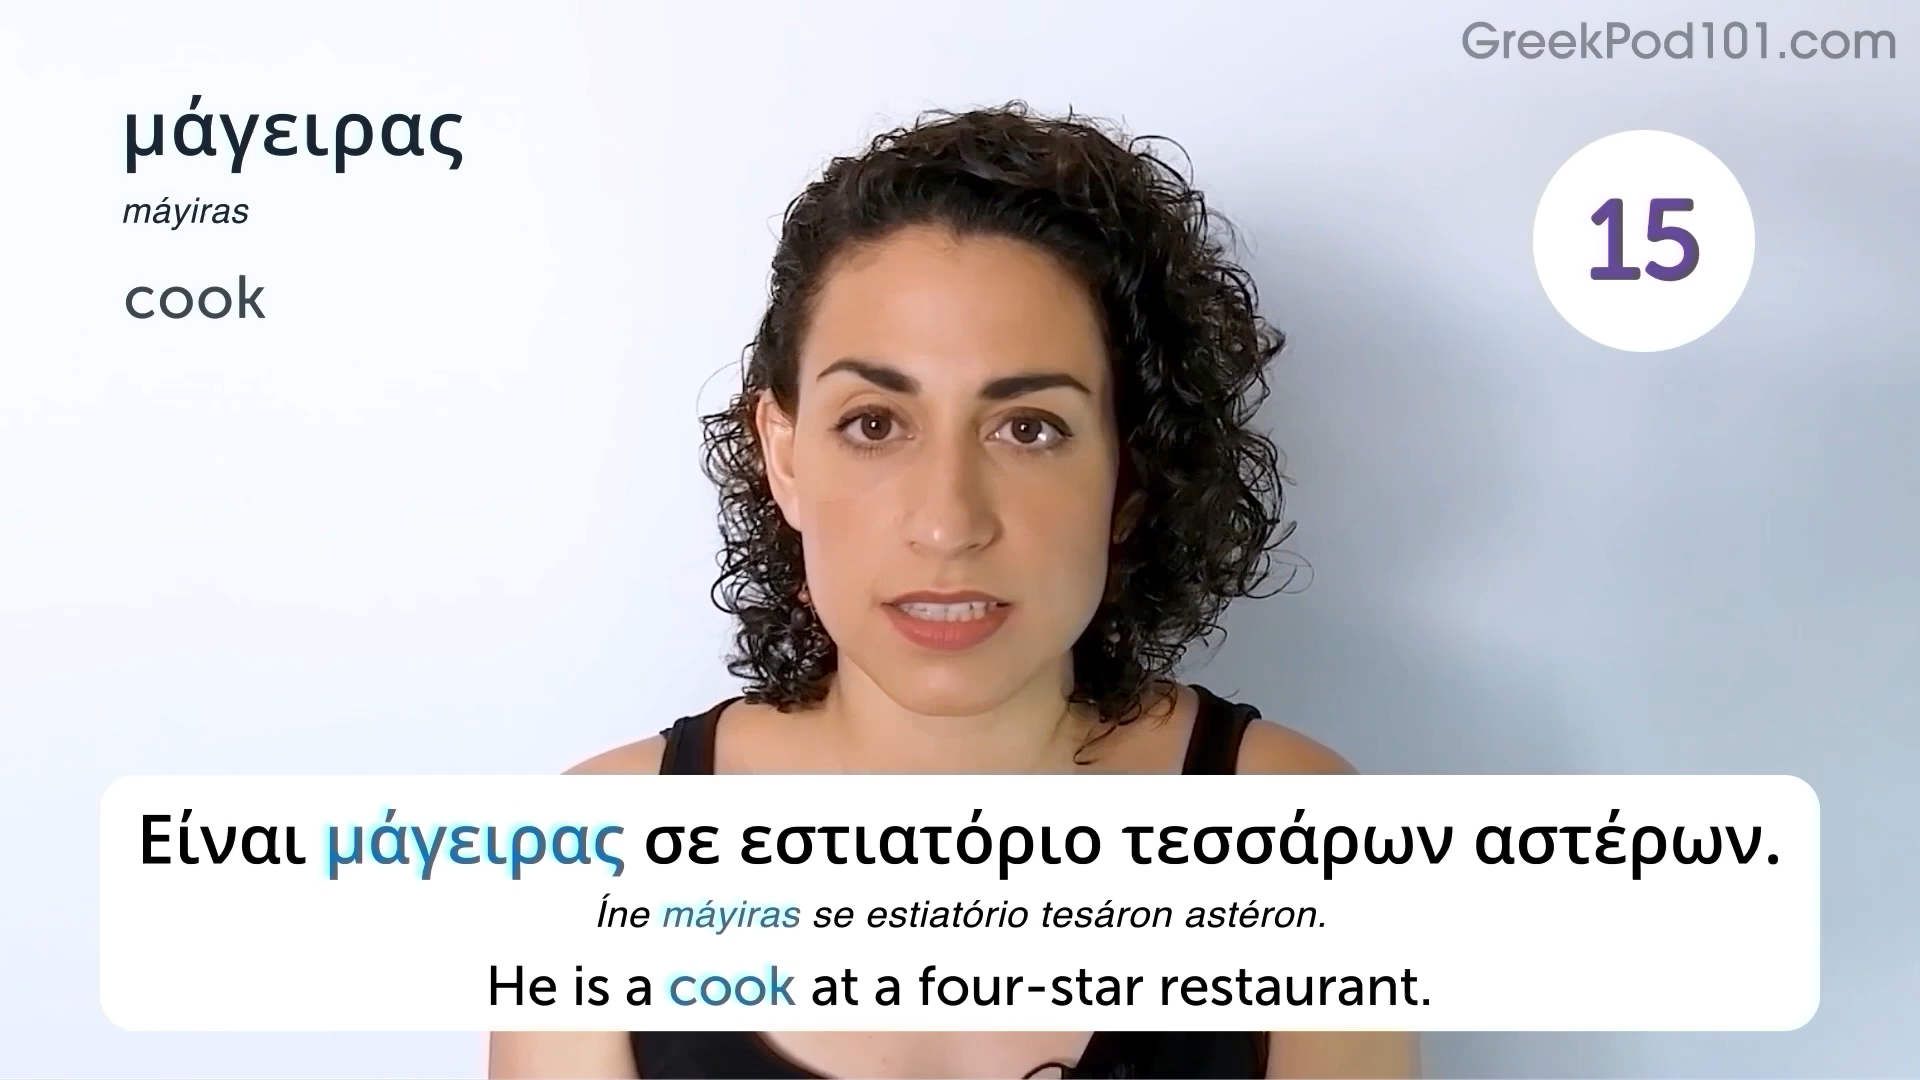 GreekPod101.com
μάγειρας
máyiras
cook
15
Είναι μάγειρας σε εστιατόριο τεσσάρων αστέρων.
Íne máyiras se estiatório tesáron astéron.
He is a cook at a four-star restaurant.